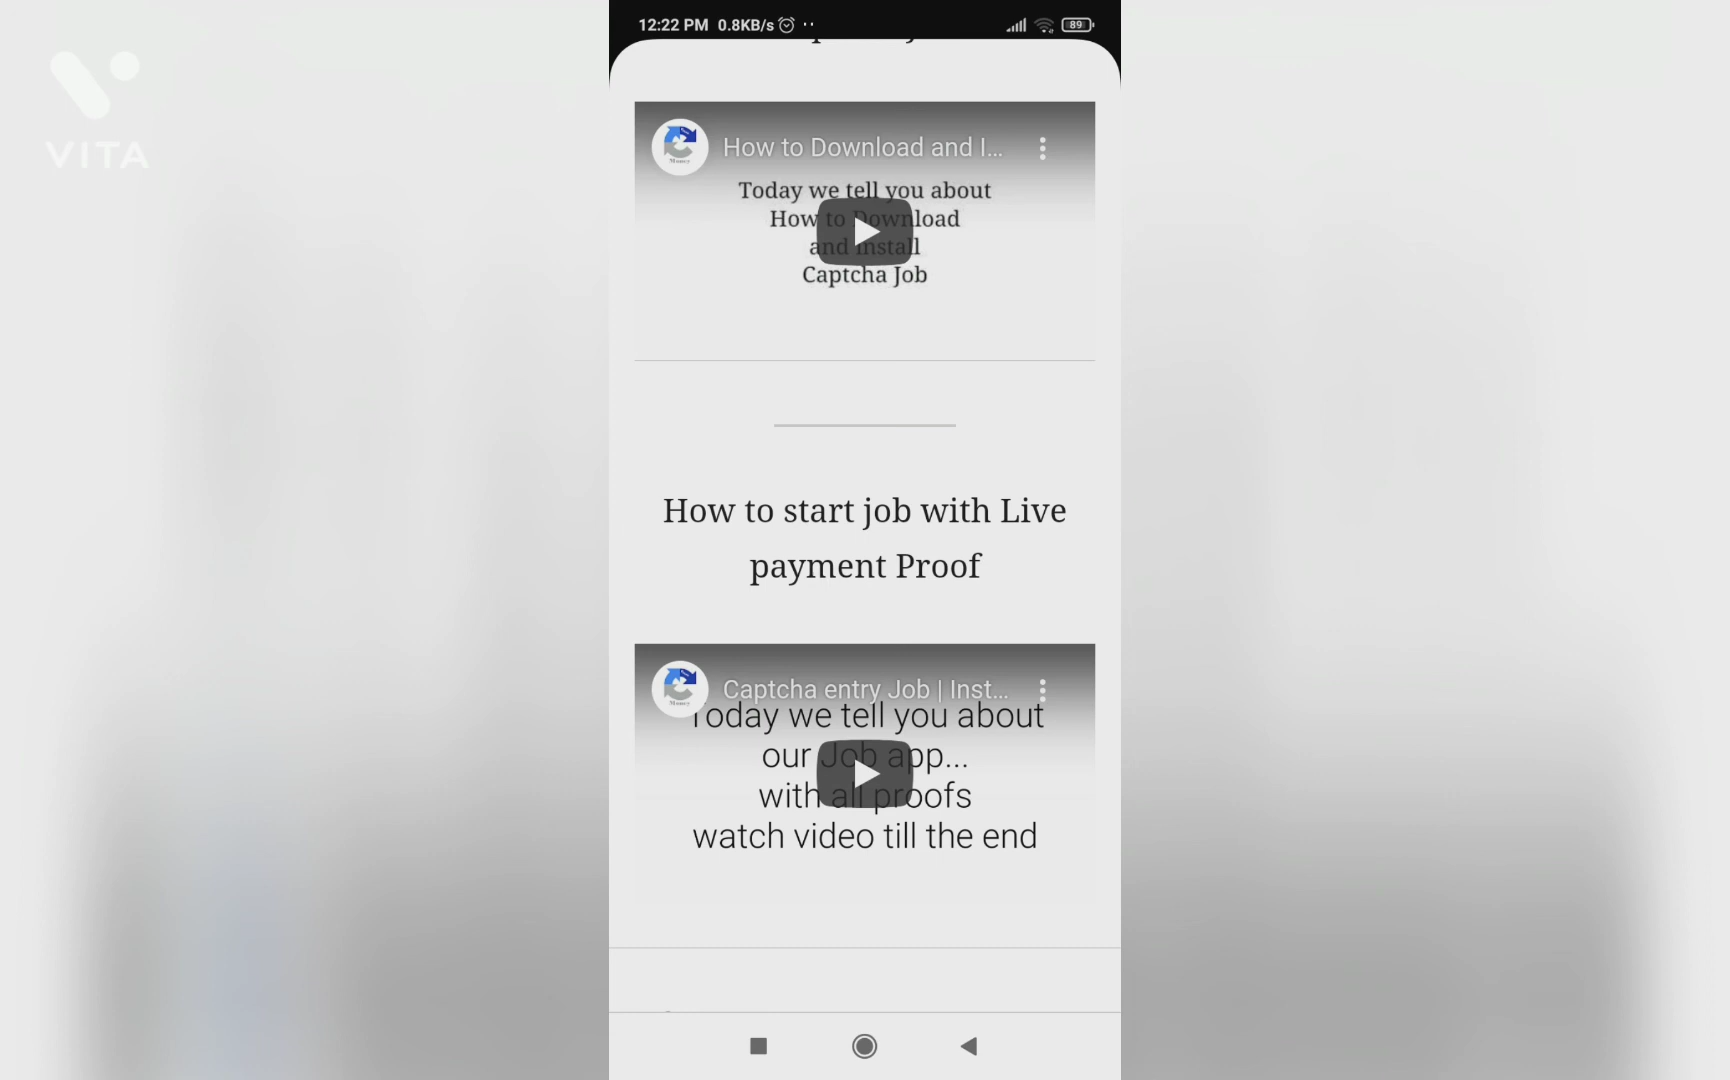 VITA
12:22 PM 0.8KB/s
89
How to Download and I...
Money
Today we tell you about
How to Download
and Install
Captcha Job
How to start job with Live
payment Proof
Captcha entry Job | Inst...
Money
Today we tell you about
our Job app...
with all proofs
watch video till the end